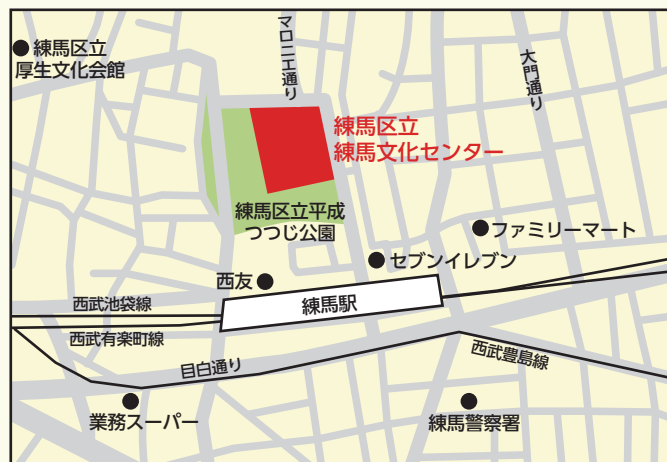 練馬区立
厚生文化会館
マロニエ通り
大門通り
練馬区立
練馬文化センター
練馬区立平成
つつじ公園
ファミリーマート
セブンイレブン
西友
練馬駅
西武池袋線
西武有楽町線
目白通り
西武豊島線
業務スーパー
練馬警察署